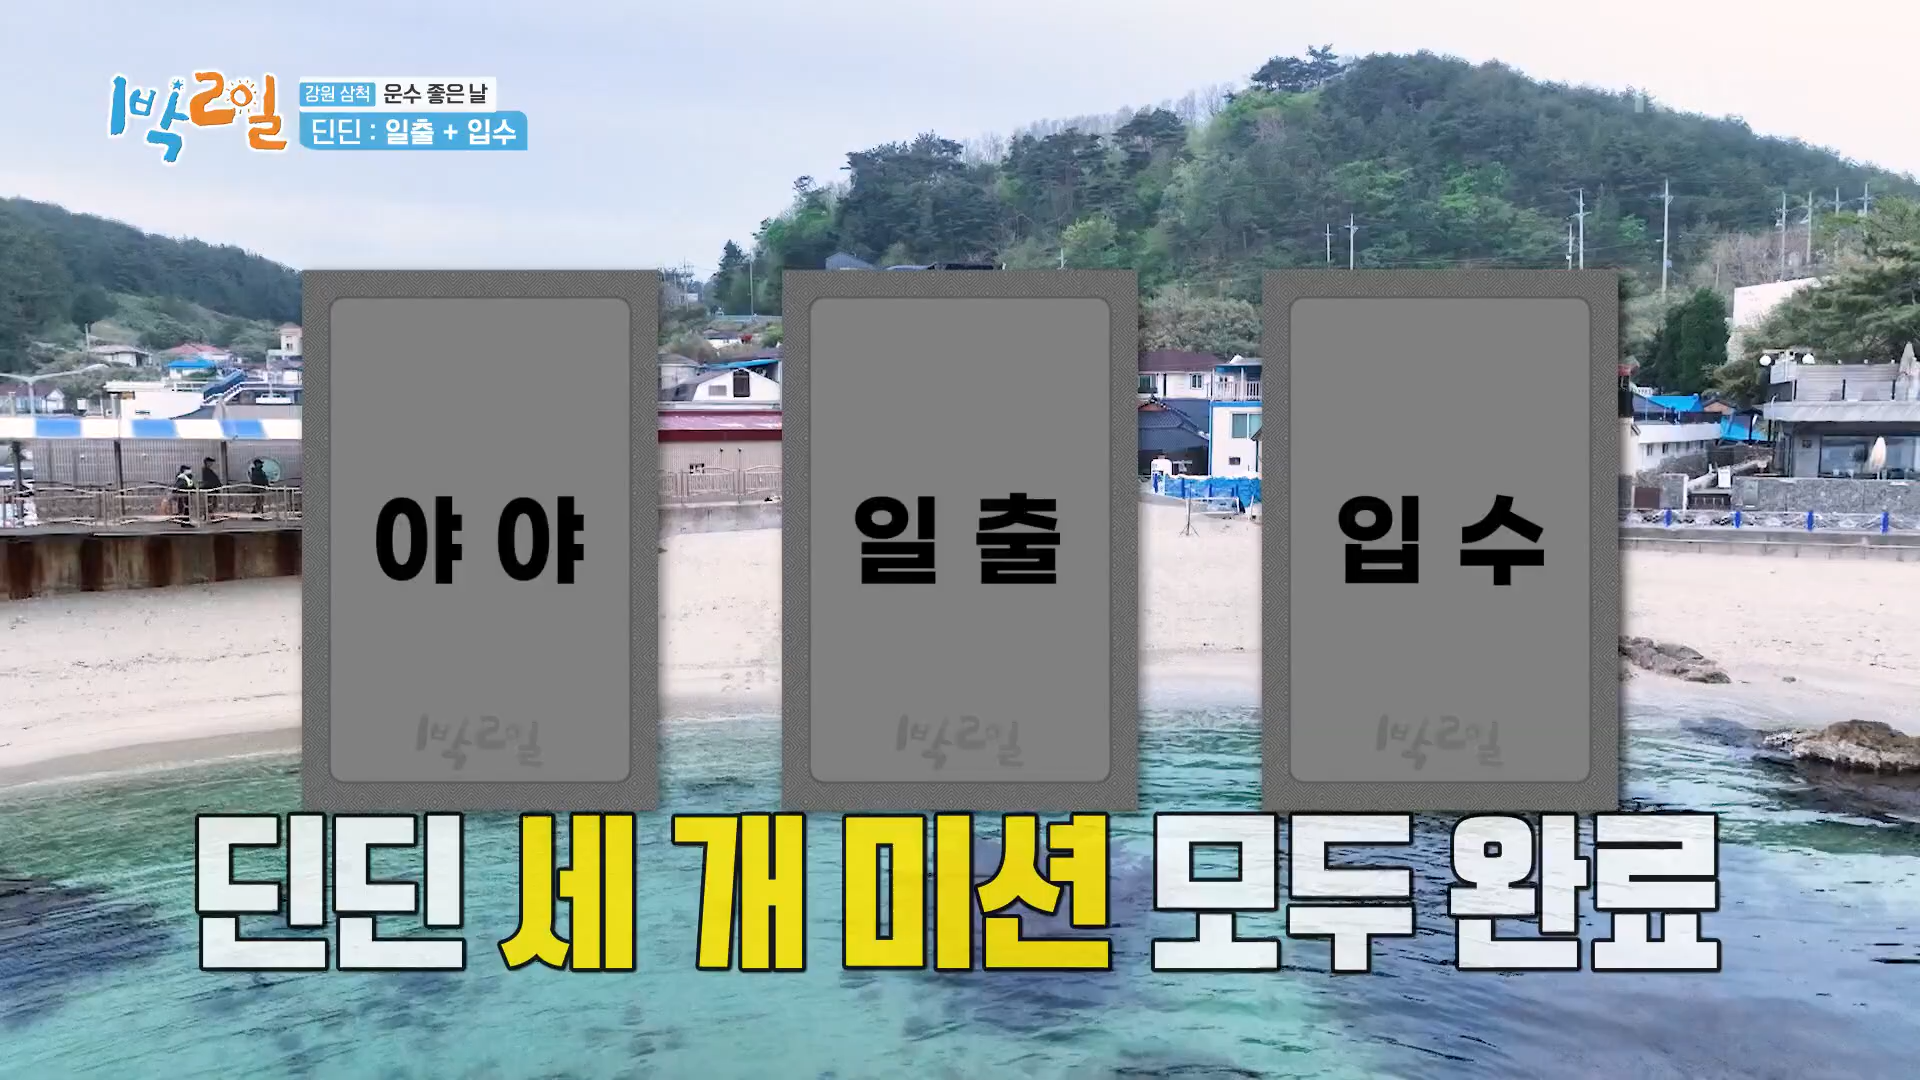 1박2일
강원 삼척 운수 좋은 날
딘딘 : 일출 + 입수
야야
일출
입수
1박2일
1박2일
1박2일
딘딘 세 개 미션 모두 완료